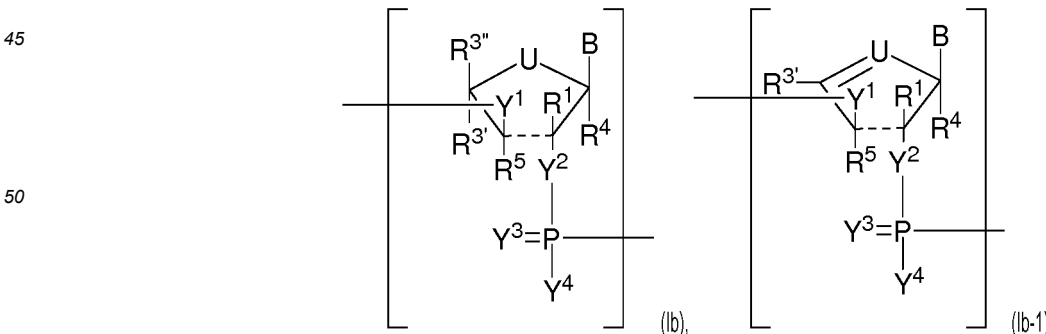 45
R3" U B R3' U B
Y1 R1 Y1 R1
R3' R4 R4
R5 Y2 R5 Y2
50
Y3=P Y3=P
Y4 Y4
(Ib), (Ib-1)